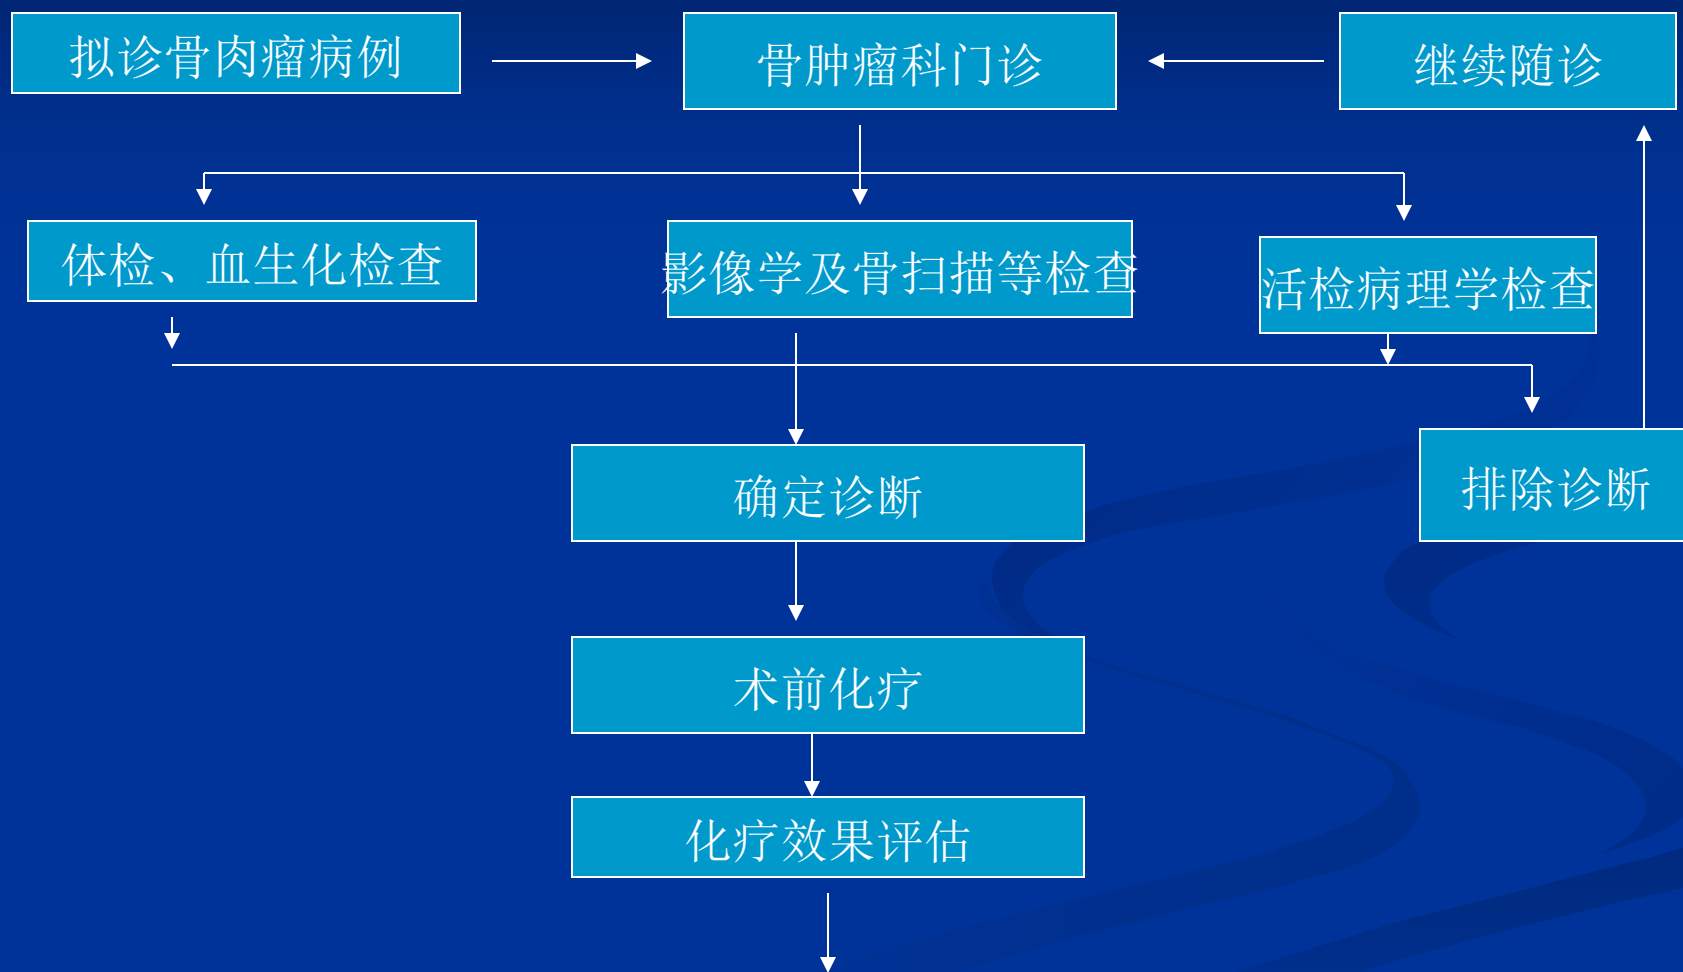 拟诊骨肉瘤病例
骨肿瘤科门诊
继续随诊
体检、血生化检查
影像学及骨扫描等检查
活检病理学检查
确定诊断
排除诊断
术前化疗
化疗效果评估